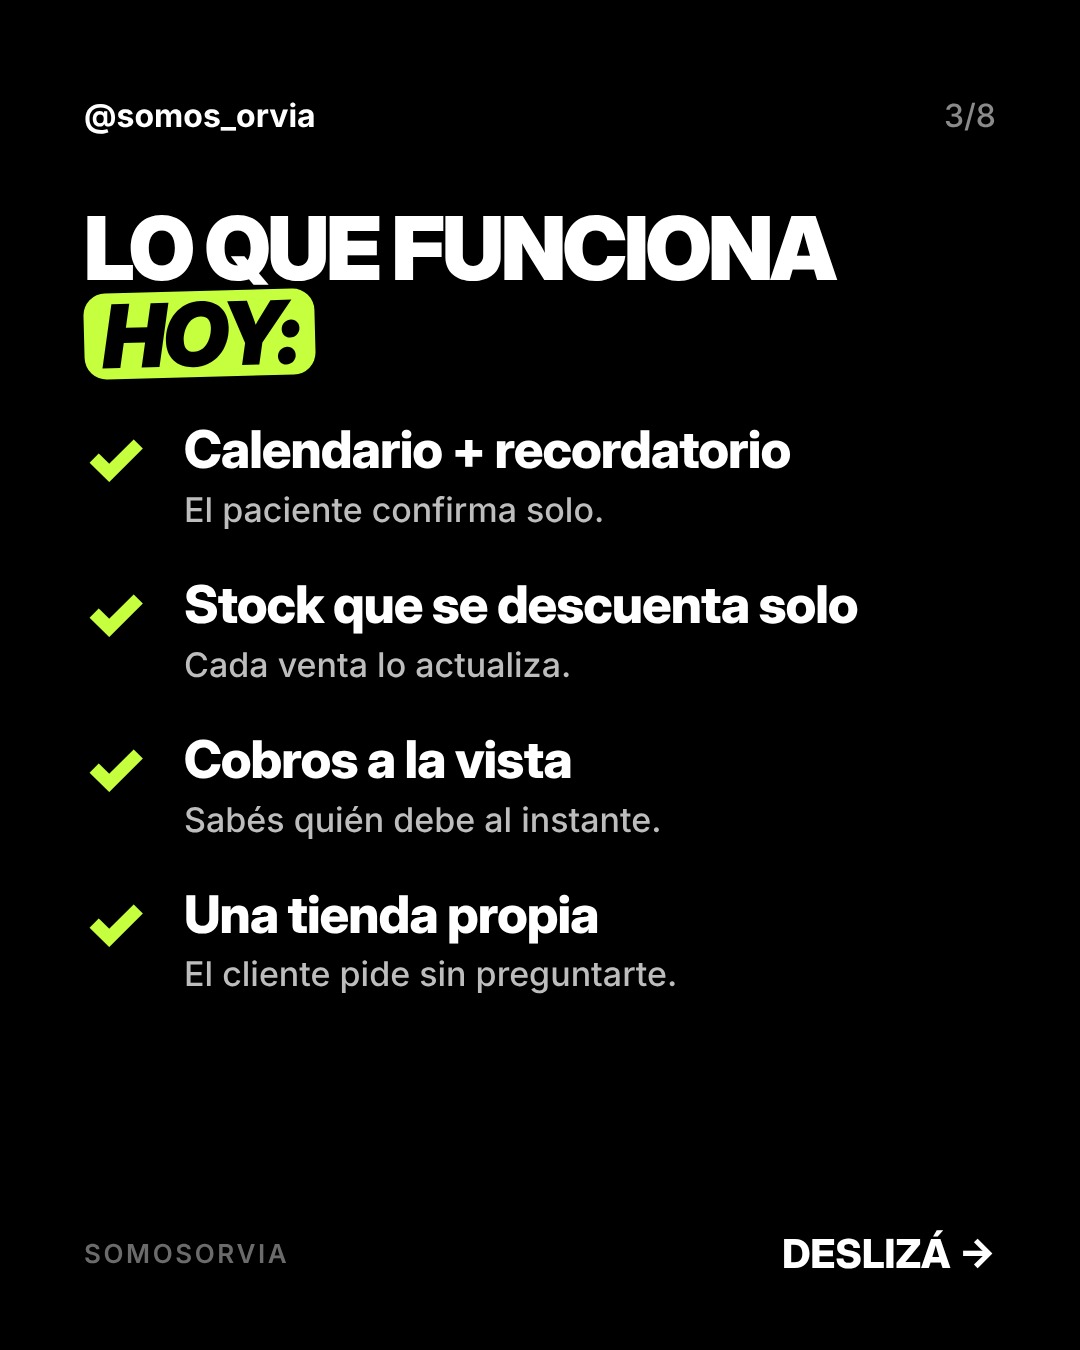 @somos_orvia
3/8
LO QUE FUNCIONA
HOY:
Calendario + recordatorio
El paciente confirma solo.
Stock que se descuenta solo
Cada venta lo actualiza.
Cobros a la vista
Sabés quién debe al instante.
Una tienda propia
El cliente pide sin preguntarte.
SOMOSORVIA
DESLIZÁ →